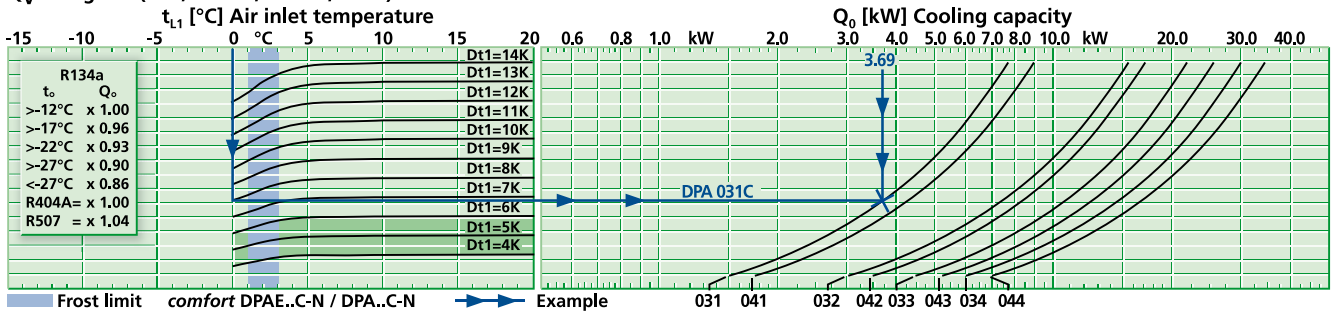 t_L1 [°C] Air inlet temperature
Q_0 [kW] Cooling capacity
-15 -10 -5 0 °C 5 10 15 20
0.6 0.8 1.0 kW 2.0 3.0 4.0 5.0 6.0 7.0 8.0 10.0 kW 20.0 30.0 40.0
R134a
t_o Q_o
>-12°C x 1.00
>-17°C x 0.96
>-22°C x 0.93
>-27°C x 0.90
<-27°C x 0.86
R404A= x 1.00
R507 = x 1.04
Dt1=14K
Dt1=13K
Dt1=12K
Dt1=11K
Dt1=10K
Dt1=9K
Dt1=8K
Dt1=7K
Dt1=6K
Dt1=5K
Dt1=4K
3.69
DPA 031C
Frost limit comfort DPAE..C-N / DPA..C-N Example
031 041 032 042 033 043 034 044